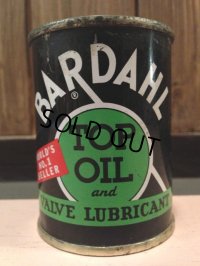 BARDAHL
®
TOP
OIL
and
VALVE LUBRICANT
WORLD'S
NO.1
SELLER
SOLD OUT